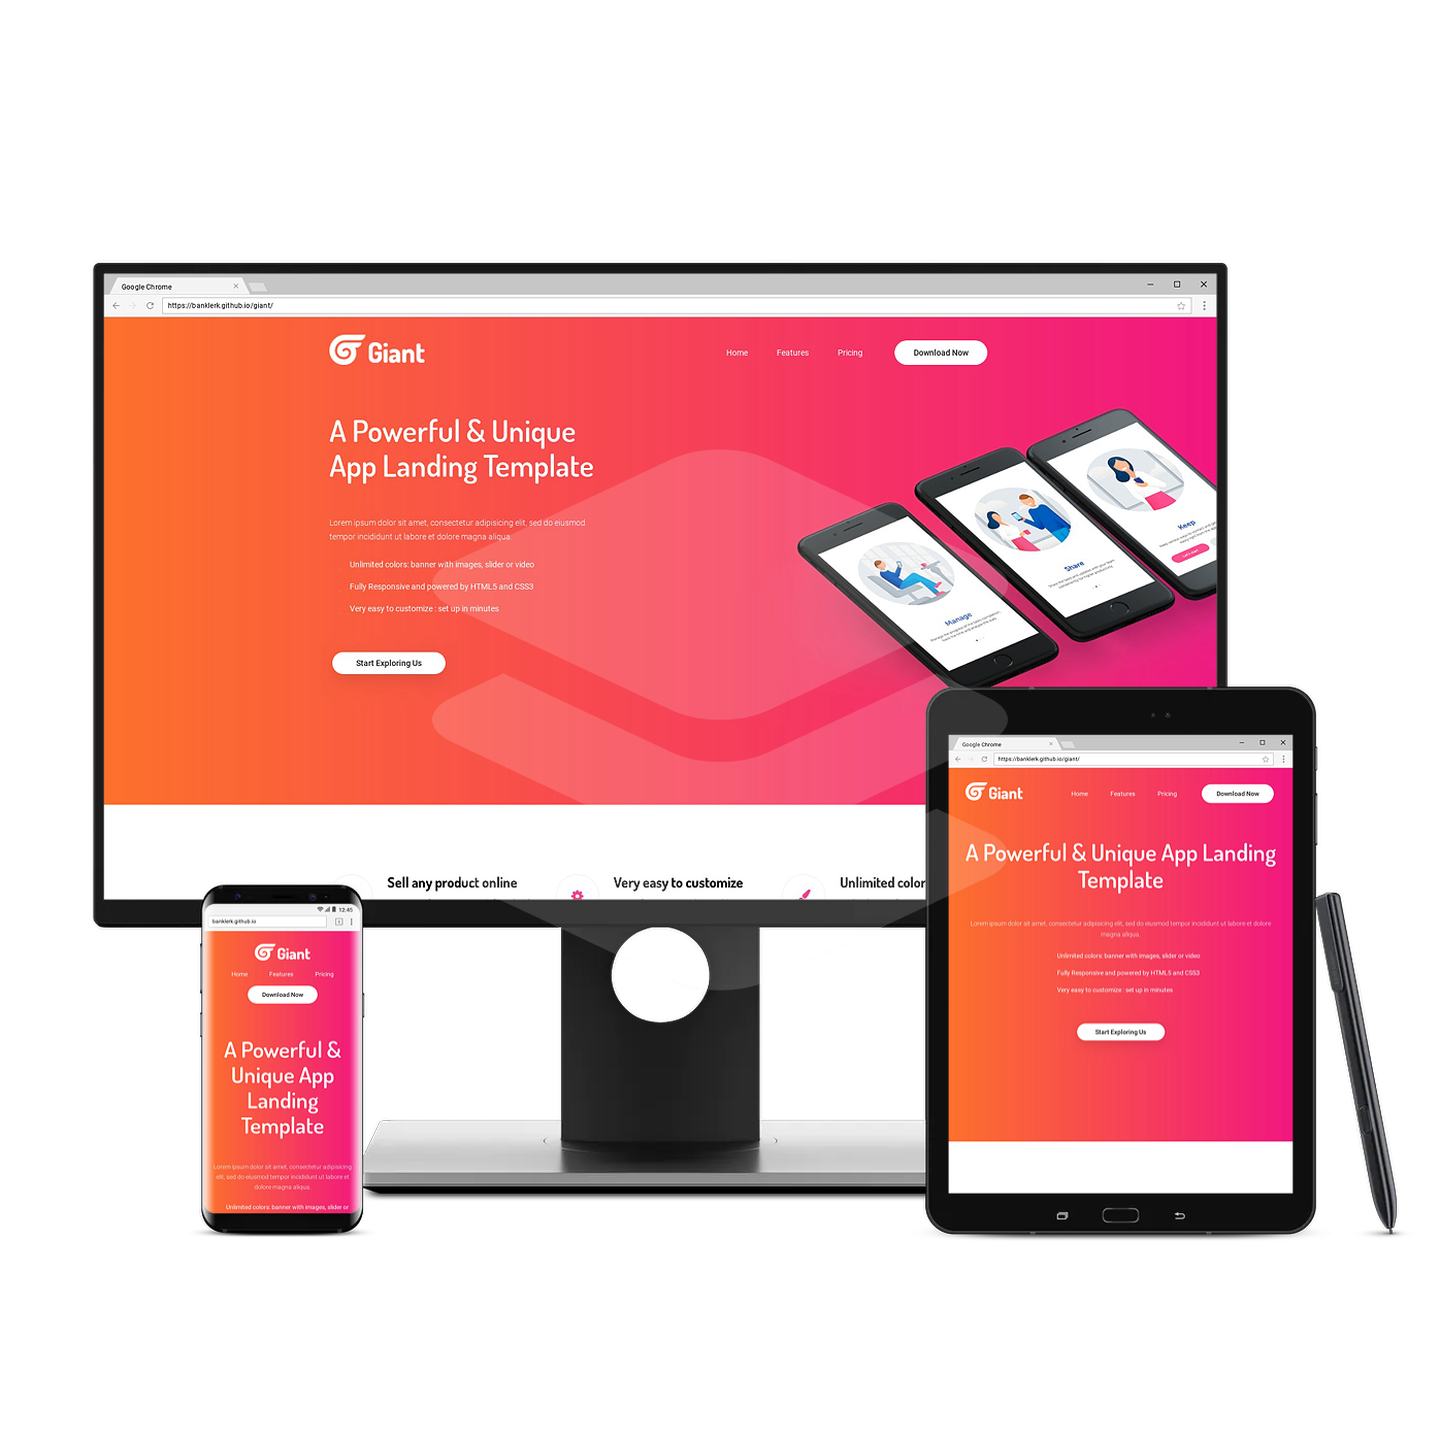 Google Chrome
https://banklerk.github.io/giant/
Giant
Home Features Pricing Download Now
A Powerful & Unique
App Landing Template
Lorem ipsum dolor sit amet, consectetur adipisicing elit, sed do eiusmod
tempor incididunt ut labore et dolore magna aliqua.
Unlimited colors: banner with images, slider or video
Fully Responsive and powered by HTML5 and CSS3
Very easy to customize : set up in minutes
Start Exploring Us
Manage
Share
Keep
Let's start
Sell any product online
Very easy to customize
Unlimited color
Google Chrome
https://banklerk.github.io/giant/
Giant
Home Features Pricing Download Now
A Powerful & Unique App Landing
Template
Lorem ipsum dolor sit amet, consectetur adipisicing elit, sed do eiusmod tempor incididunt ut labore et dolore
magna aliqua.
Unlimited colors: banner with images, slider or video
Fully Responsive and powered by HTML5 and CSS3
Very easy to customize : set up in minutes
Start Exploring Us
12:45
banklerk.github.io
Giant
Home Features Pricing
Download Now
A Powerful &
Unique App
Landing
Template
Lorem ipsum dolor sit amet, consectetur adipisicing
elit, sed do eiusmod tempor incididunt ut labore et
dolore magna aliqua.
Unlimited colors: banner with images, slider or